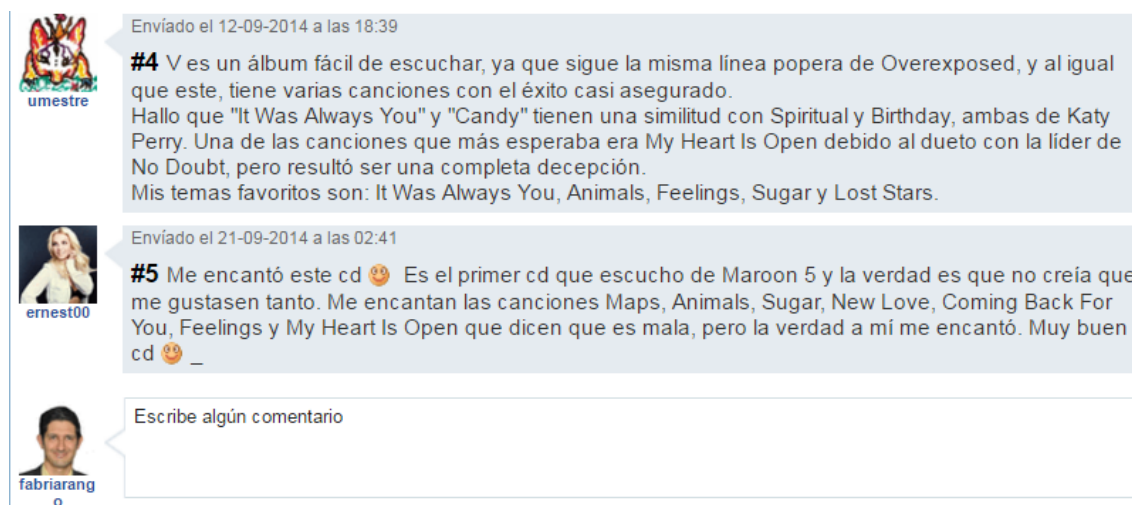 Envíado el 12-09-2014 a las 18:39
#4 V es un álbum fácil de escuchar, ya que sigue la misma línea popera de Overexposed, y al igual
que este, tiene varias canciones con el éxito casi asegurado.
Hallo que "It Was Always You" y "Candy" tienen una similitud con Spiritual y Birthday, ambas de Katy
Perry. Una de las canciones que más esperaba era My Heart Is Open debido al dueto con la líder de
No Doubt, pero resultó ser una completa decepción.
Mis temas favoritos son: It Was Always You, Animals, Feelings, Sugar y Lost Stars.
umestre
Envíado el 21-09-2014 a las 02:41
#5 Me encantó este cd Es el primer cd que escucho de Maroon 5 y la verdad es que no creía que
me gustasen tanto. Me encantan las canciones Maps, Animals, Sugar, New Love, Coming Back For
You, Feelings y My Heart Is Open que dicen que es mala, pero la verdad a mí me encantó. Muy buen
cd _
ernest00
Escribe algún comentario
fabriarang
o